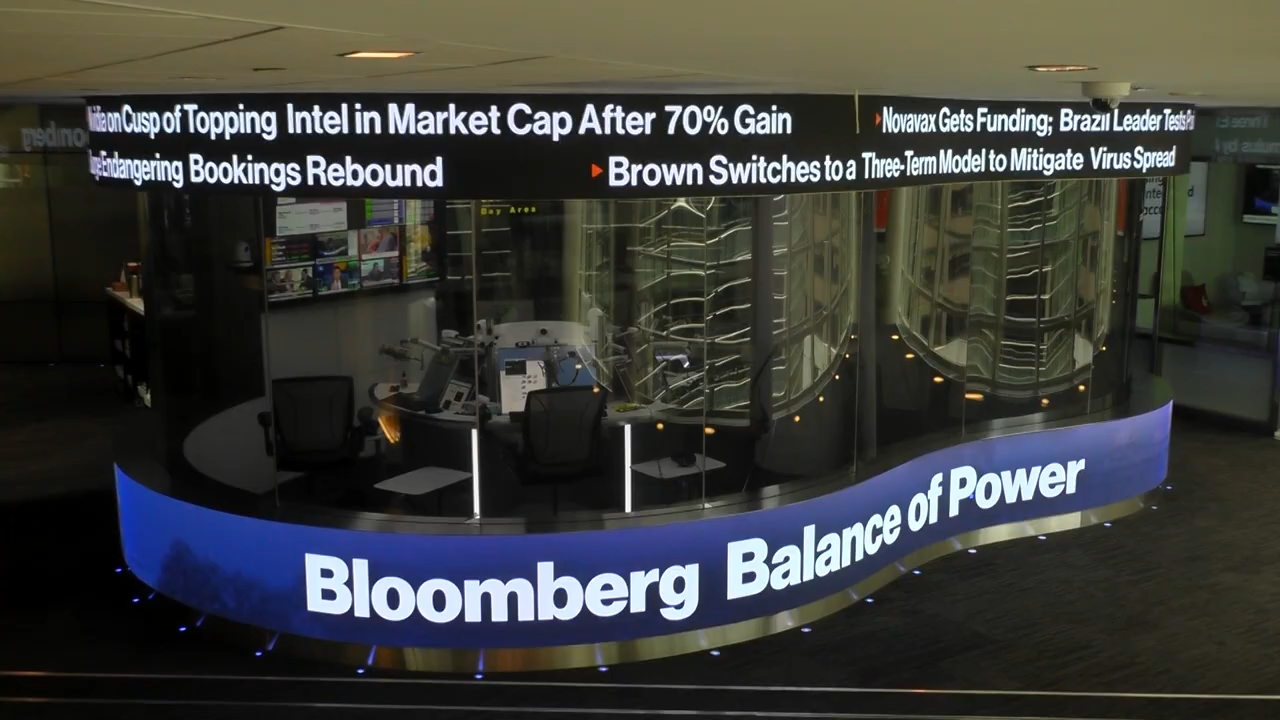 on Cusp of Topping Intel in Market Cap After 70% Gain
Novavax Gets Funding; Brazil Leader Tests
Endangering Bookings Rebound
Brown Switches to a Three-Term Model to Mitigate Virus Spread
Bay Area
Bloomberg Balance of Power